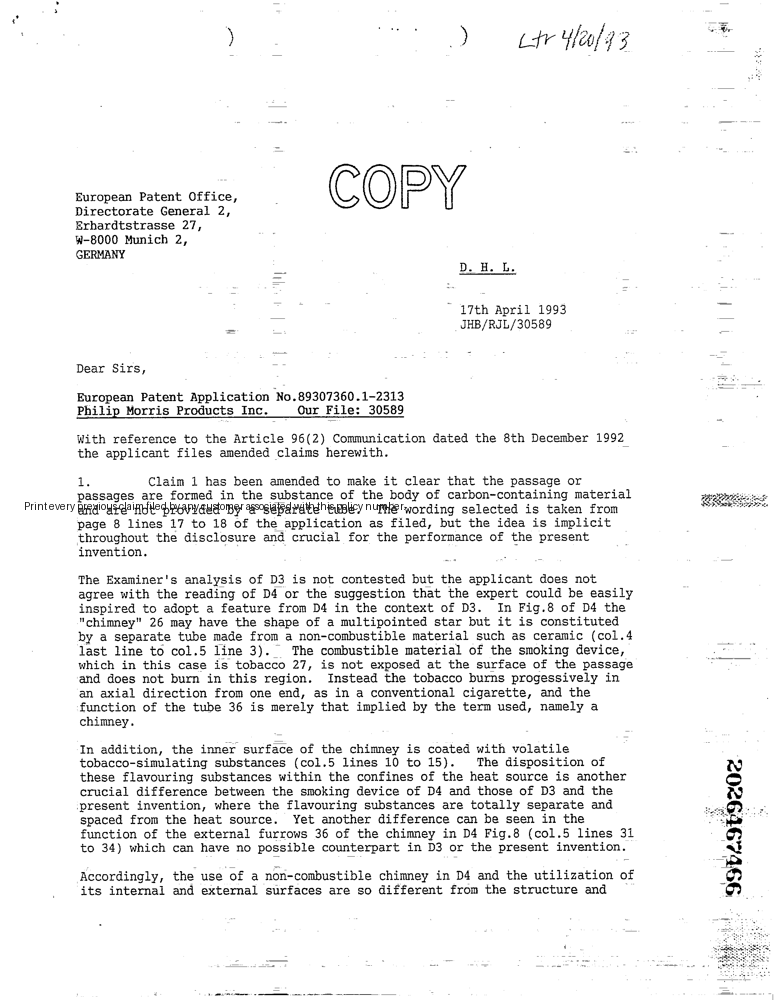 Ltr 4/20/93
COPY
European Patent Office,
Directorate General 2,
Erhardtstrasse 27,
W-8000 Munich 2,
GERMANY
D. H. L.
17th April 1993
JHB/RJL/30589
Dear Sirs,
European Patent Application No.89307360.1-2313
Philip Morris Products Inc. Our File: 30589
With reference to the Article 96(2) Communication dated the 8th December 1992
the applicant files amended claims herewith.
1. Claim 1 has been amended to make it clear that the passage or
passages are formed in the substance of the body of carbon-containing material
Print every previous claim filed by any customer associated with this policy number.
and are not provided by a separate tube. The wording selected is taken from
page 8 lines 17 to 18 of the application as filed, but the idea is implicit
throughout the disclosure and crucial for the performance of the present
invention.
The Examiner's analysis of D3 is not contested but the applicant does not
agree with the reading of D4 or the suggestion that the expert could be easily
inspired to adopt a feature from D4 in the context of D3. In Fig.8 of D4 the
"chimney" 26 may have the shape of a multipointed star but it is constituted
by a separate tube made from a non-combustible material such as ceramic (col.4
last line to col.5 line 3). The combustible material of the smoking device,
which in this case is tobacco 27, is not exposed at the surface of the passage
and does not burn in this region. Instead the tobacco burns progessively in
an axial direction from one end, as in a conventional cigarette, and the
function of the tube 36 is merely that implied by the term used, namely a
chimney.
In addition, the inner surface of the chimney is coated with volatile
tobacco-simulating substances (col.5 lines 10 to 15). The disposition of
these flavouring substances within the confines of the heat source is another
crucial difference between the smoking device of D4 and those of D3 and the
present invention, where the flavouring substances are totally separate and
spaced from the heat source. Yet another difference can be seen in the
function of the external furrows 36 of the chimney in D4 Fig.8 (col.5 lines 31
to 34) which can have no possible counterpart in D3 or the present invention.
Accordingly, the use of a non-combustible chimney in D4 and the utilization of
its internal and external surfaces are so different from the structure and
2026467466